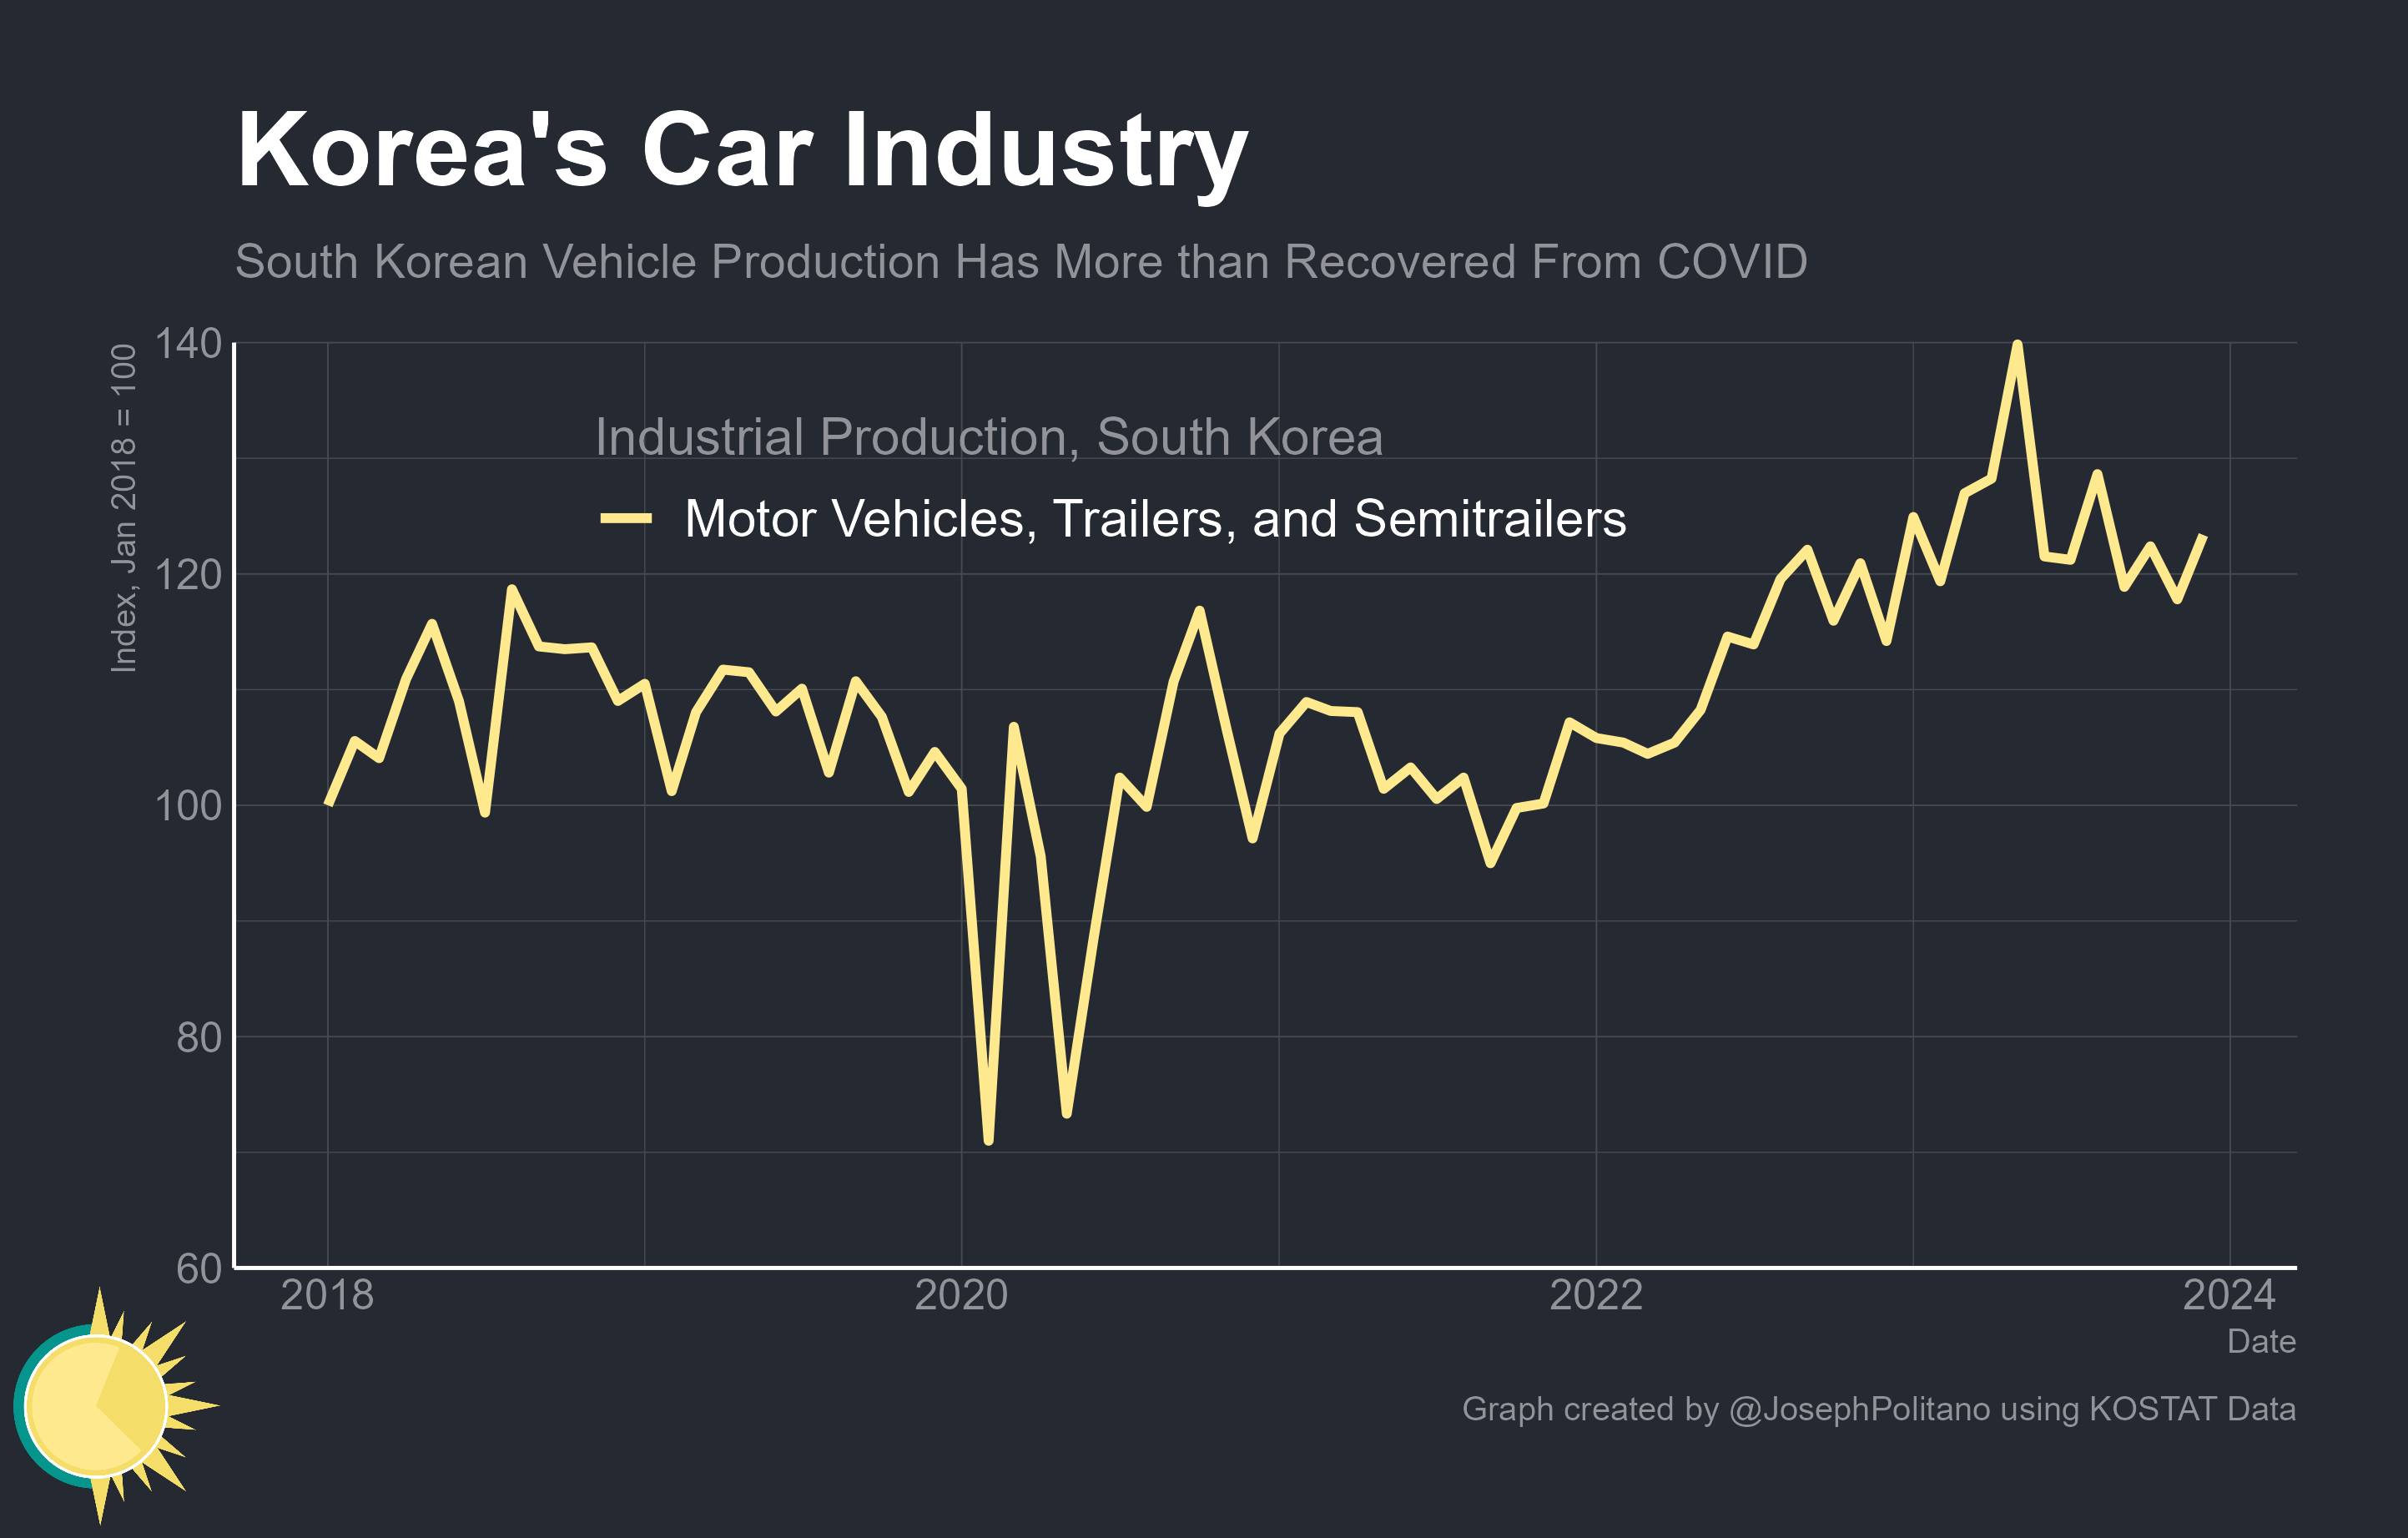 Korea's Car Industry
South Korean Vehicle Production Has More than Recovered From COVID
Index, Jan 2018 = 100
140
120
100
80
60
Industrial Production, South Korea
Motor Vehicles, Trailers, and Semitrailers
2018 2020 2022 2024
Date
Graph created by @JosephPolitano using KOSTAT Data